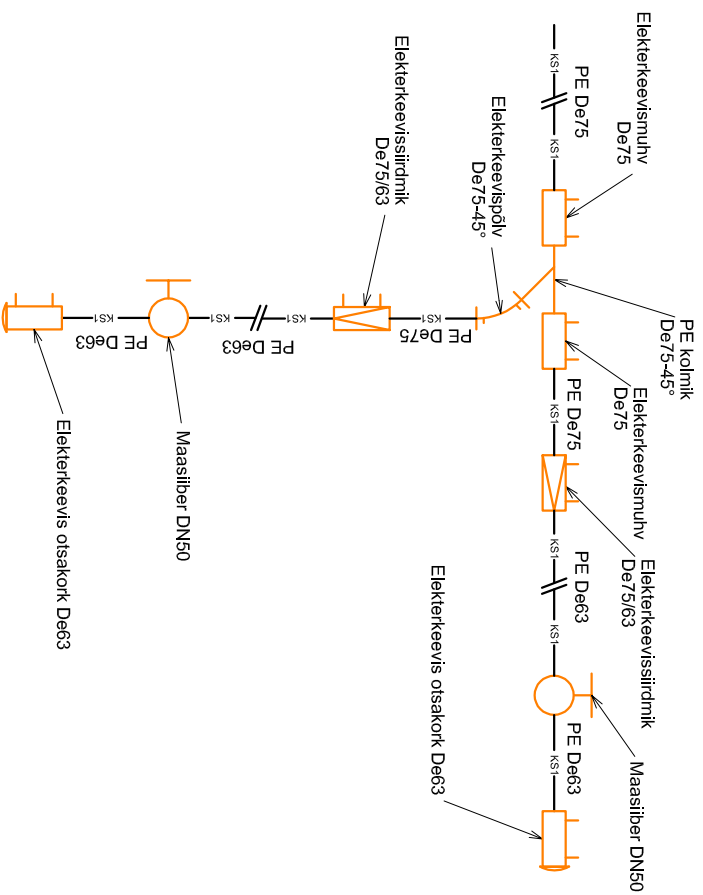 PE kolmik
De75-45°
Elekterkeevismuhv
De75
Elekterkeevismuhv
De75
Elekterkeevissiirdmik
De75/63
Maasiiber DN50
PE De75
PE De75
PE De63
PE De63
KS1
KS1
KS1
KS1
KS1
KS1
Elekterkeevispõlv
De75-45°
Elekterkeevis otsakork De63
KS1
PE De75
Elekterkeevissiirdmik
De75/63
KS1
PE De63
KS1
Maasiiber DN50
PE De63
KS1
Elekterkeevis otsakork De63